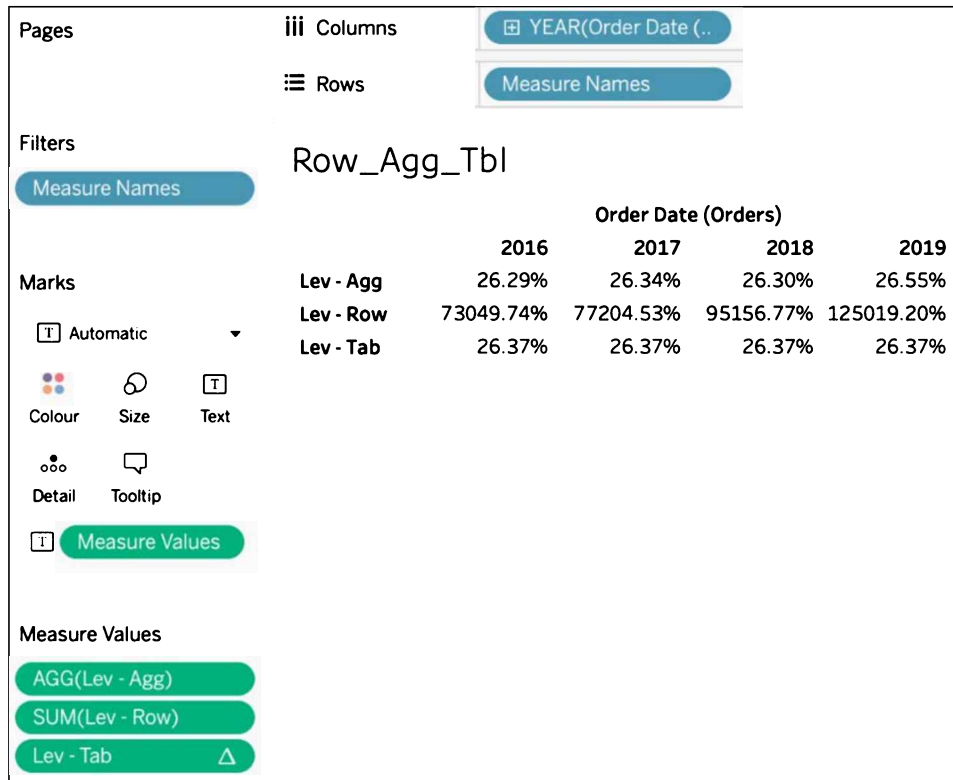 Pages
Columns
YEAR(Order Date (..
Rows
Measure Names
Filters
Measure Names
Row_Agg_Tbl
Order Date (Orders)
2016 2017 2018 2019
Lev - Agg 26.29% 26.34% 26.30% 26.55%
Lev - Row 73049.74% 77204.53% 95156.77% 125019.20%
Lev - Tab 26.37% 26.37% 26.37% 26.37%
Marks
T Automatic
T
Colour Size Text
Detail Tooltip
T Measure Values
Measure Values
AGG(Lev - Agg)
SUM(Lev - Row)
Lev - Tab Δ